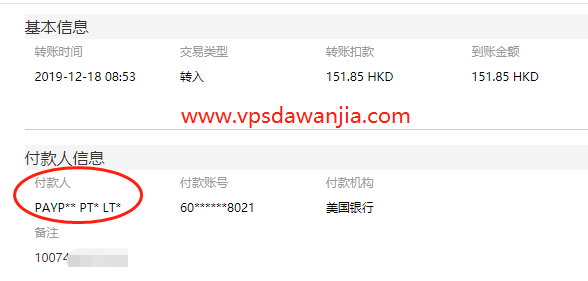 基本信息
转账时间 交易类型 转账扣款 到账金额
2019-12-18 08:53 转入 151.85 HKD 151.85 HKD
www.vpsdawanjia.com
付款人信息
付款人 付款账号 付款机构
PAYP** PT* LT* 60******8021 美国银行
备注
10074